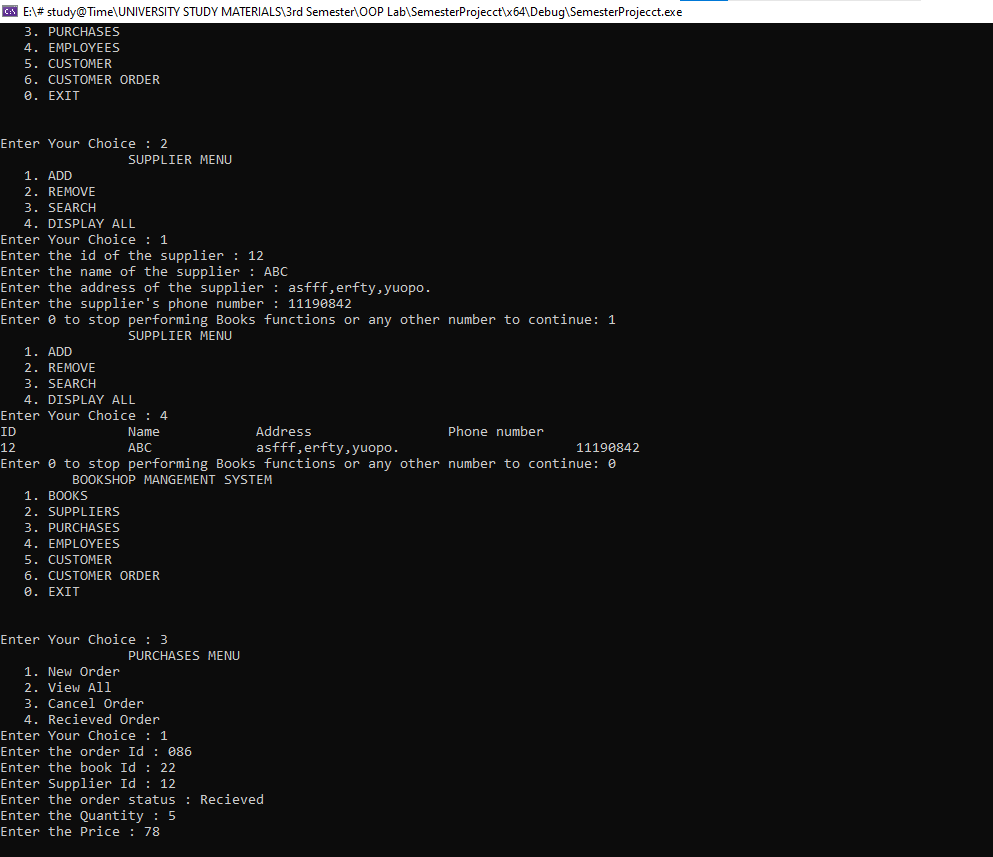 E:\# study@Time\UNIVERSITY STUDY MATERIALS\3rd Semester\OOP Lab\SemesterProjecct\x64\Debug\SemesterProjecct.exe
3. PURCHASES
4. EMPLOYEES
5. CUSTOMER
6. CUSTOMER ORDER
0. EXIT
Enter Your Choice : 2
SUPPLIER MENU
1. ADD
2. REMOVE
3. SEARCH
4. DISPLAY ALL
Enter Your Choice : 1
Enter the id of the supplier : 12
Enter the name of the supplier : ABC
Enter the address of the supplier : asfff,erfty,yuopo.
Enter the supplier's phone number : 11190842
Enter 0 to stop performing Books functions or any other number to continue: 1
SUPPLIER MENU
1. ADD
2. REMOVE
3. SEARCH
4. DISPLAY ALL
Enter Your Choice : 4
ID Name Address Phone number
12 ABC asfff,erfty,yuopo. 11190842
Enter 0 to stop performing Books functions or any other number to continue: 0
BOOKSHOP MANGEMENT SYSTEM
1. BOOKS
2. SUPPLIERS
3. PURCHASES
4. EMPLOYEES
5. CUSTOMER
6. CUSTOMER ORDER
0. EXIT
Enter Your Choice : 3
PURCHASES MENU
1. New Order
2. View All
3. Cancel Order
4. Recieved Order
Enter Your Choice : 1
Enter the order Id : 086
Enter the book Id : 22
Enter Supplier Id : 12
Enter the order status : Recieved
Enter the Quantity : 5
Enter the Price : 78